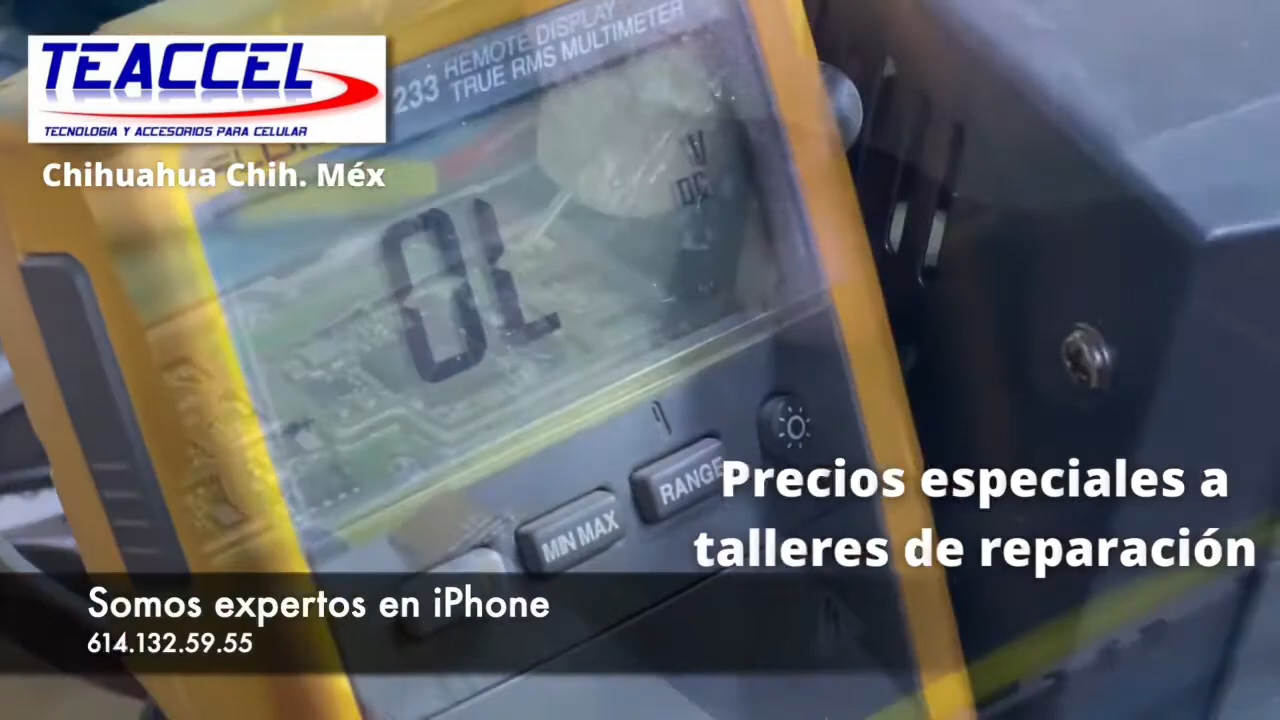 TEACCEL
TECNOLOGIA Y ACCESORIOS PARA CELULAR
Chihuahua Chih. Méx
233 REMOTE DISPLAY
TRUE RMS MULTIMETER
V
DC
OL
RANGE
MIN MAX
Precios especiales a
talleres de reparación
Somos expertos en iPhone
614.132.59.55